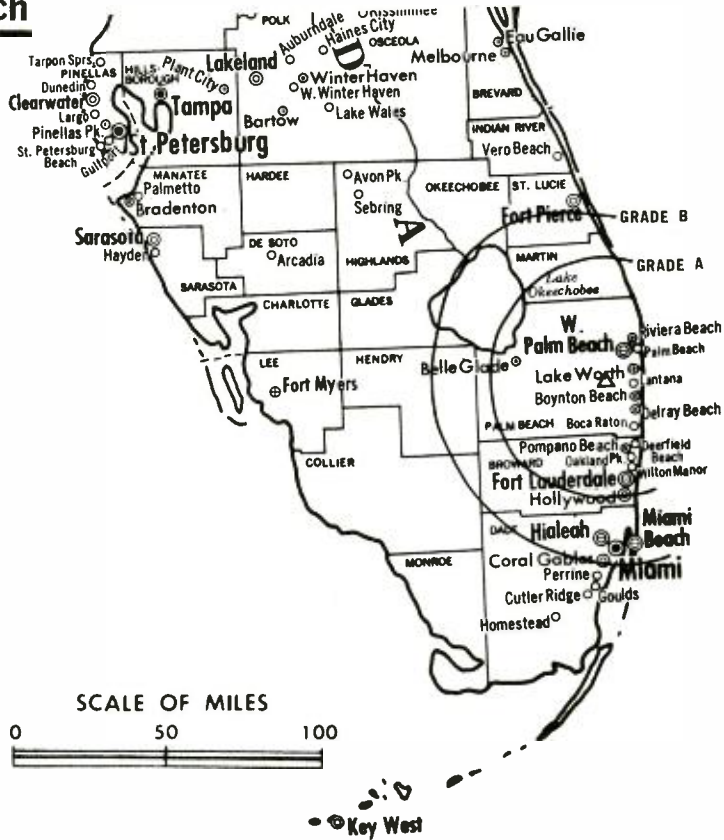 ch
POLK
Kissimmee
Auburndale
Haines City
OSCEOLA
Eau Gallie
Melbourne
Tarpon Sprs.
PINELLAS
HILLS-
BOROUGH
Plant City
Lakeland
D
Dunedin
Winter Haven
W. Winter Haven
BREVARD
Clearwater
Tampa
Largo
Bartow
Lake Wales
Pinellas Pk
St. Petersburg
INDIAN RIVER
St. Petersburg
Beach
Gulfport
Vero Beach
MANATEE
HARDEE
Avon Pk
OKEECHOBEE
ST. LUCIE
Palmetto
Bradenton
Sebring
Fort Pierce
GRADE B
A
Sarasota
Hayden
DE SOTO
Arcadia
HIGHLANDS
MARTIN
GRADE A
SARASOTA
Lake
Okeechobee
CHARLOTTE
GLADES
W.
Palm Beach
Riviera Beach
Palm Beach
LEE
HENDRY
Belle Glade
Lake Worth
Lantana
Fort Myers
Boynton Beach
Delray Beach
PALM BEACH
Boca Raton
Pompano Beach
Deerfield
Beach
COLLIER
BROWARD
Oakland Pk
Wilton Manor
Fort Lauderdale
Hollywood
DADE
Hialeah
Miami
Beach
MONROE
Coral Gables
Miami
Perrine
Cutler Ridge
Goulds
Homestead
SCALE OF MILES
0 50 100
Key West